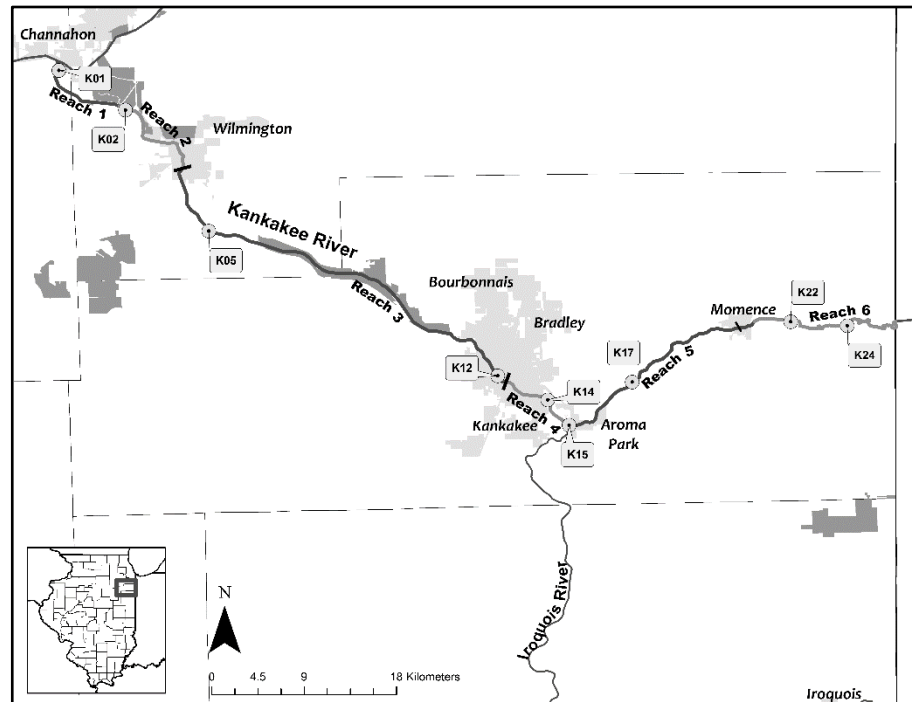 Channahon
K01
Reach 1
K02
Reach 2
Wilmington
Kankakee River
K05
Reach 3
Bourbonnais
Bradley
K12
Reach 4
Kankakee
K14
K15
Aroma
Park
K17
Reach 5
Momence
K22
Reach 6
K24
Iroquois River
N
0 4.5 9 18 Kilometers
Iroquois